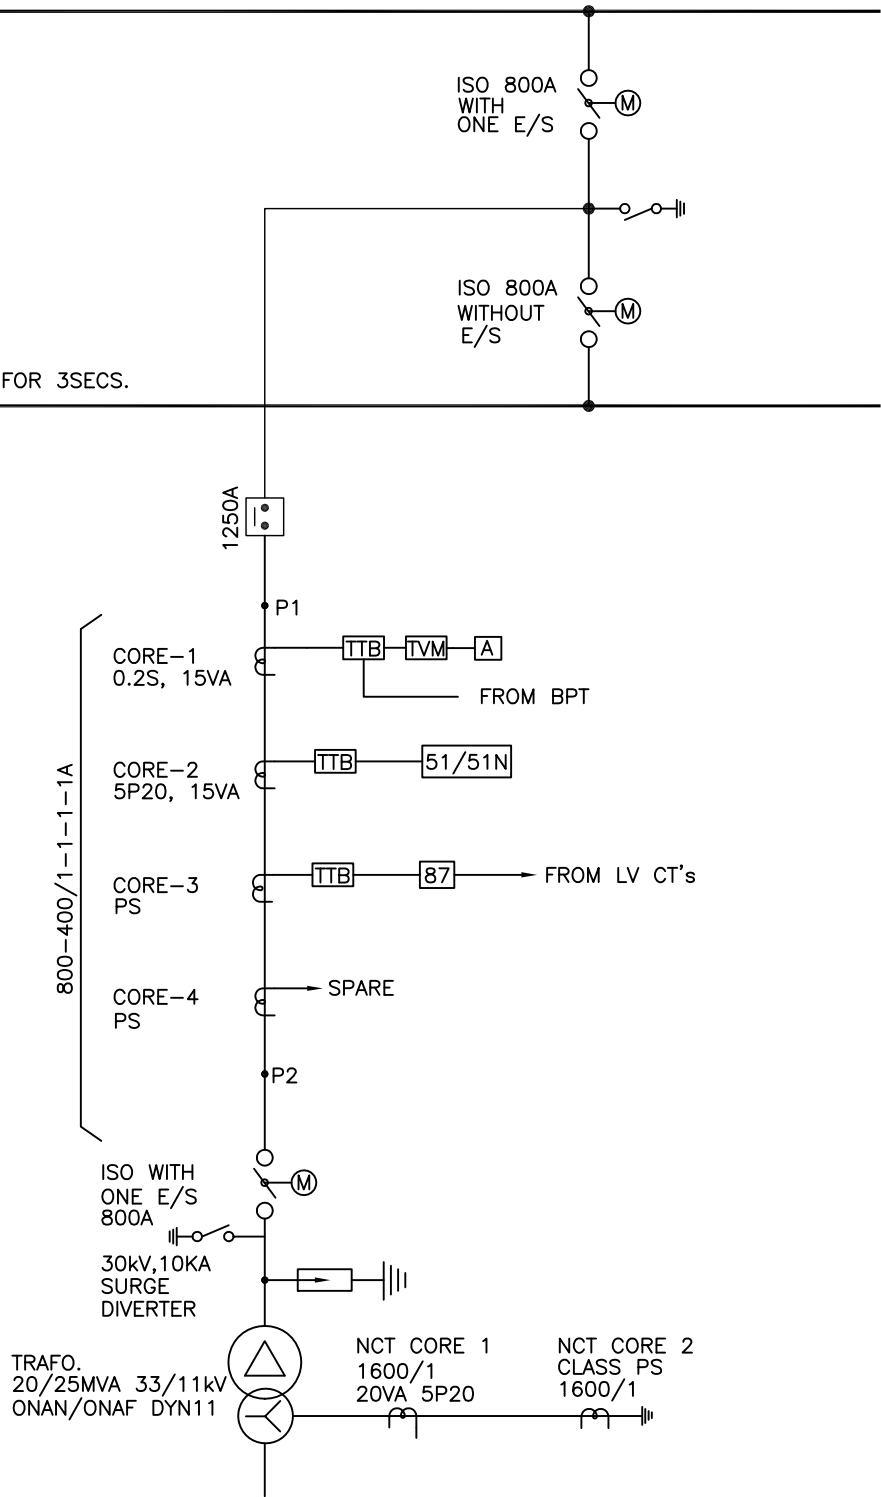 ISO 800A
WITH
ONE E/S
M
ISO 800A
WITHOUT
E/S
M
FOR 3SECS.
1250A
P1
CORE-1
0.2S, 15VA
TTB
TVM
A
FROM BPT
800-400/1-1-1-1-1A
CORE-2
5P20, 15VA
TTB
51/51N
CORE-3
PS
TTB
87
FROM LV CT's
CORE-4
PS
SPARE
P2
ISO WITH
ONE E/S
800A
M
30kV,10KA
SURGE
DIVERTER
TRAFO.
20/25MVA 33/11kV
ONAN/ONAF DYN11
NCT CORE 1
1600/1
20VA 5P20
NCT CORE 2
CLASS PS
1600/1